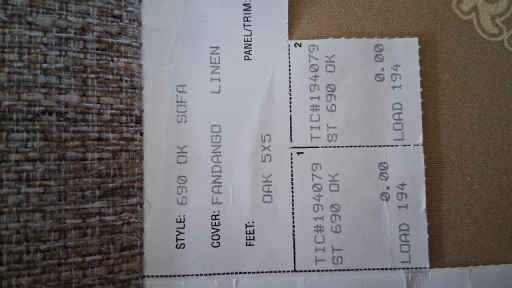 STYLE: 690 OK SOFA
COVER: FANDANGO LINEN
PANEL/TRIM:
FEET: OAK 5X5
1
TIC#194079
ST 690 OK
0.00
LOAD 194
2
TIC#194079
ST 690 OK
0.00
LOAD 194